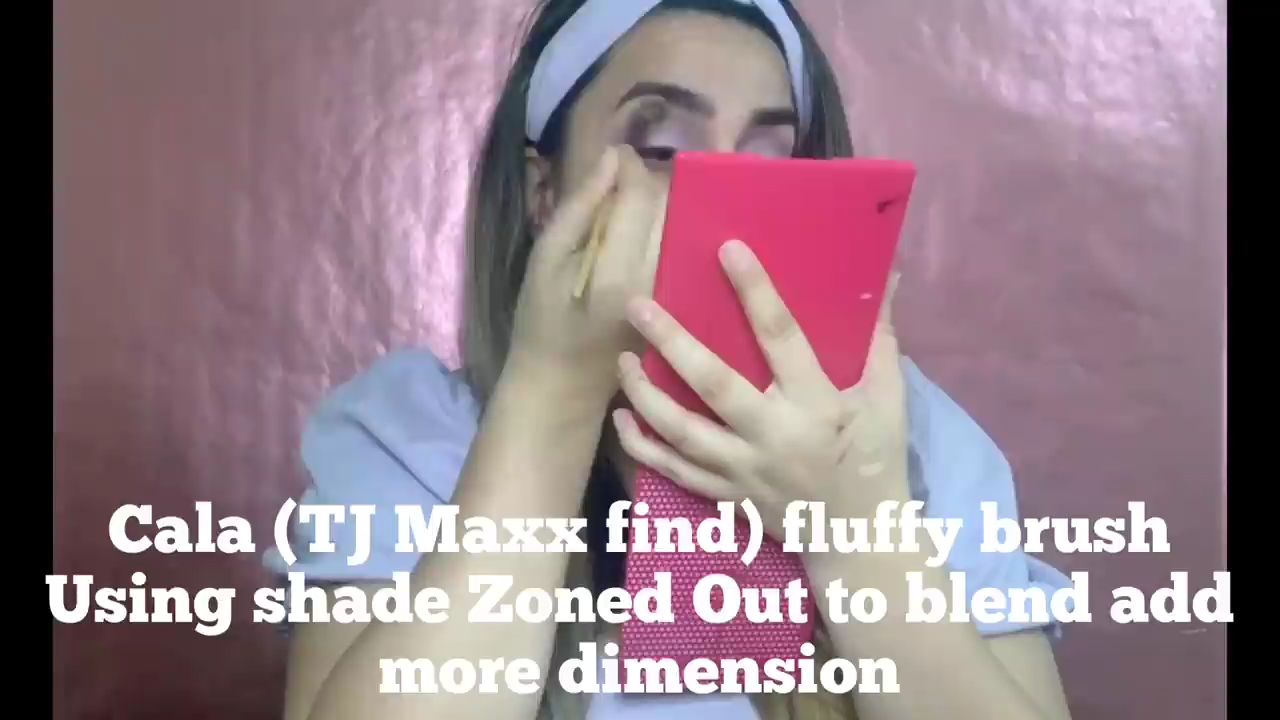 Cala (TJ Maxx find) fluffy brush
Using shade Zoned Out to blend add
more dimension